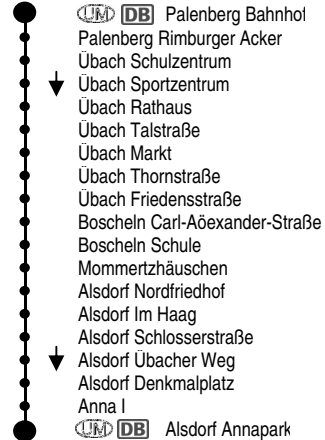 UM DB Palenberg Bahnhof
Palenberg Rimburger Acker
Übach Schulzentrum
Übach Sportzentrum
Übach Rathaus
Übach Talstraße
Übach Markt
Übach Thornstraße
Übach Friedensstraße
Boscheln Carl-Aöexander-Straße
Boscheln Schule
Mommertzhäuschen
Alsdorf Nordfriedhof
Alsdorf Im Haag
Alsdorf Schlosserstraße
Alsdorf Übacher Weg
Alsdorf Denkmalplatz
Anna I
UM DB Alsdorf Annapark